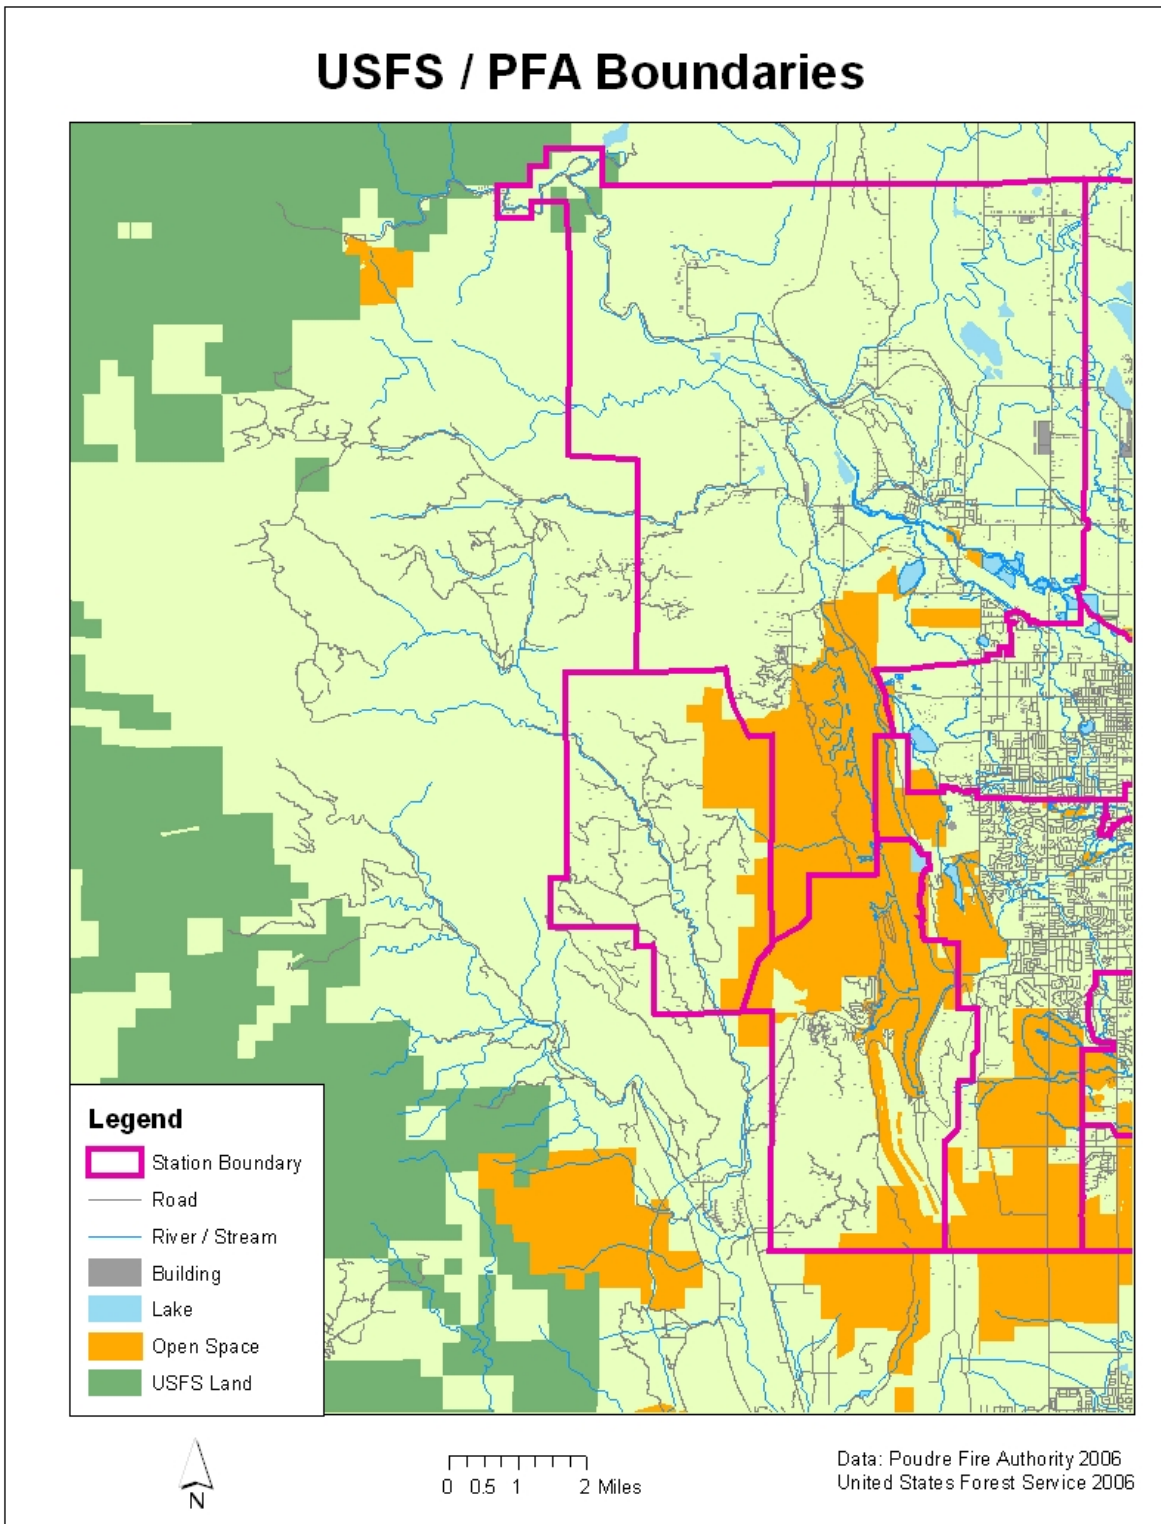 USFS / PFA Boundaries
Legend
Station Boundary
Road
River / Stream
Building
Lake
Open Space
USFS Land
N
0 0.5 1 2 Miles
Data: Poudre Fire Authority 2006
United States Forest Service 2006